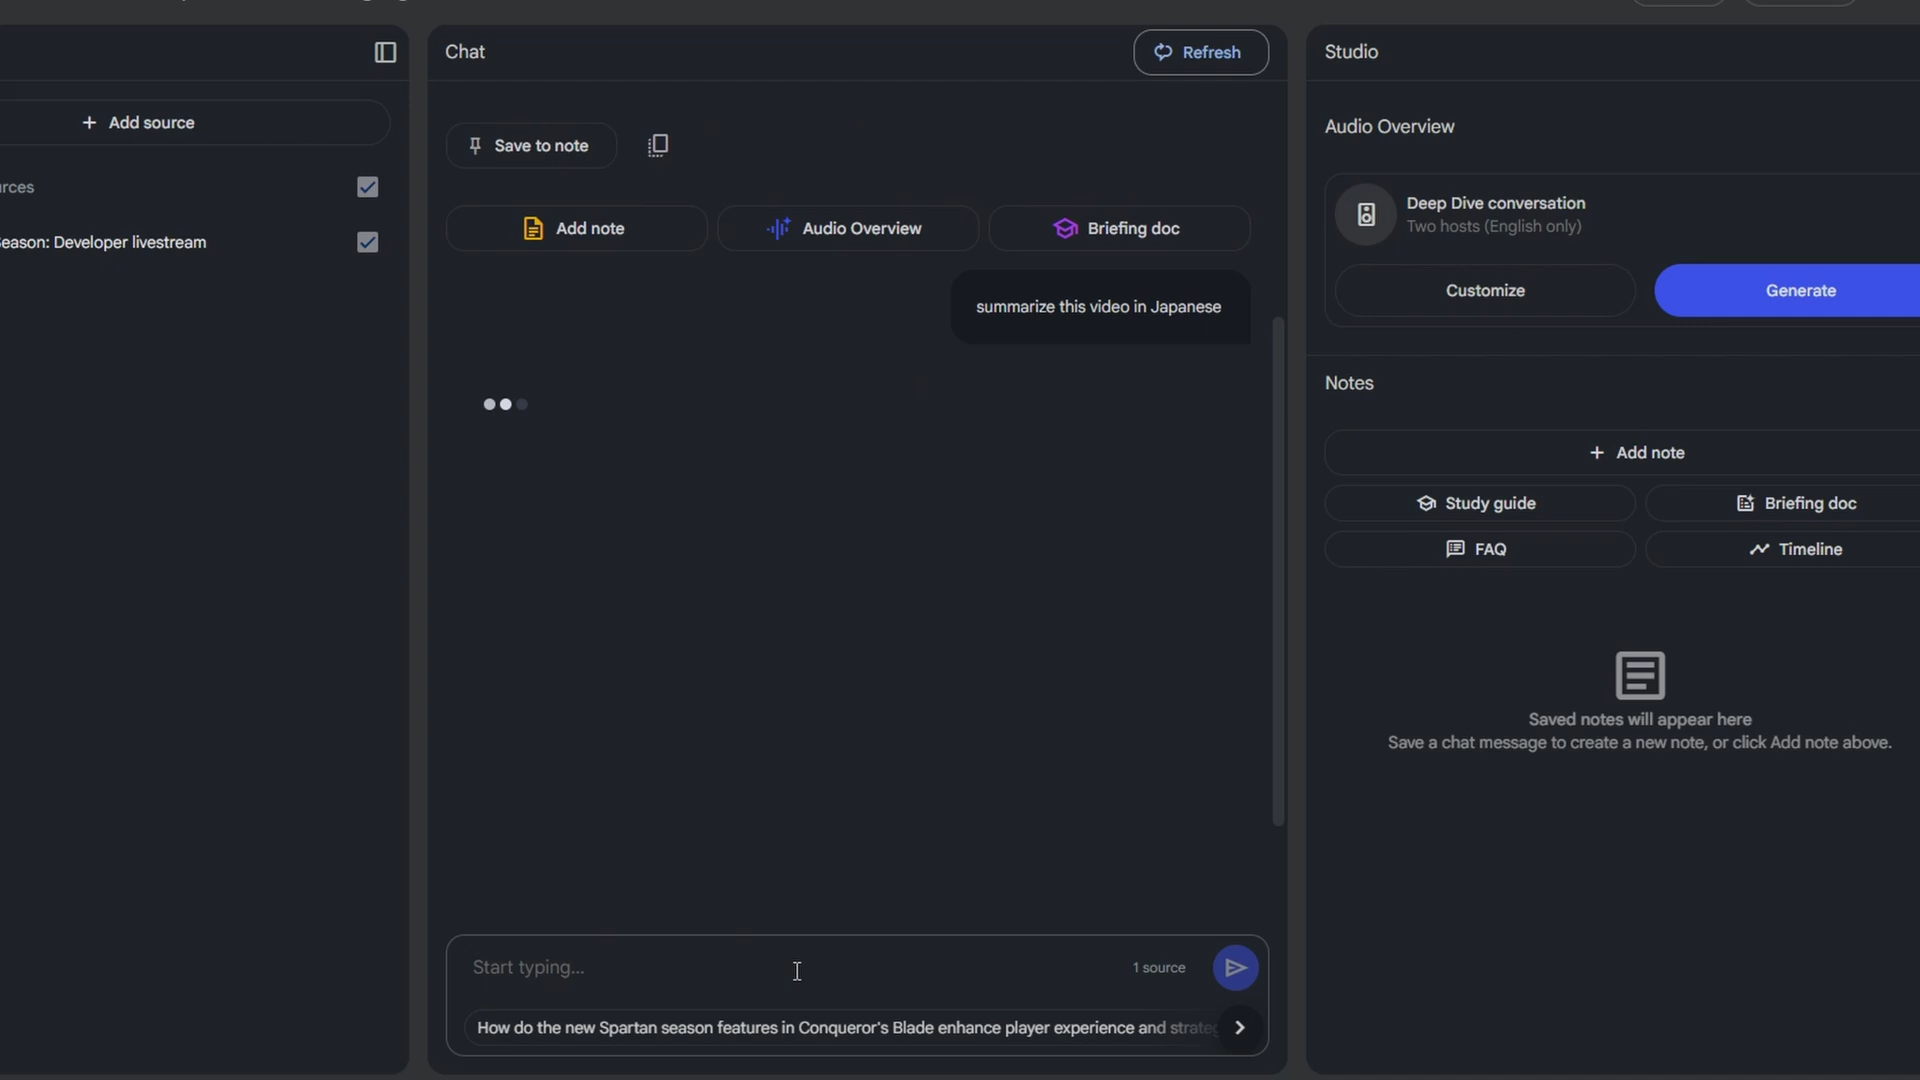 Chat
Refresh
Studio
Add source
Audio Overview
Save to note
urces
Deep Dive conversation
Two hosts (English only)
Add note
Audio Overview
Briefing doc
eason: Developer livestream
Customize
Generate
summarize this video in Japanese
Notes
Add note
Study guide
Briefing doc
FAQ
Timeline
Saved notes will appear here
Save a chat message to create a new note, or click Add note above.
Start typing...
1 source
How do the new Spartan season features in Conqueror's Blade enhance player experience and strateg